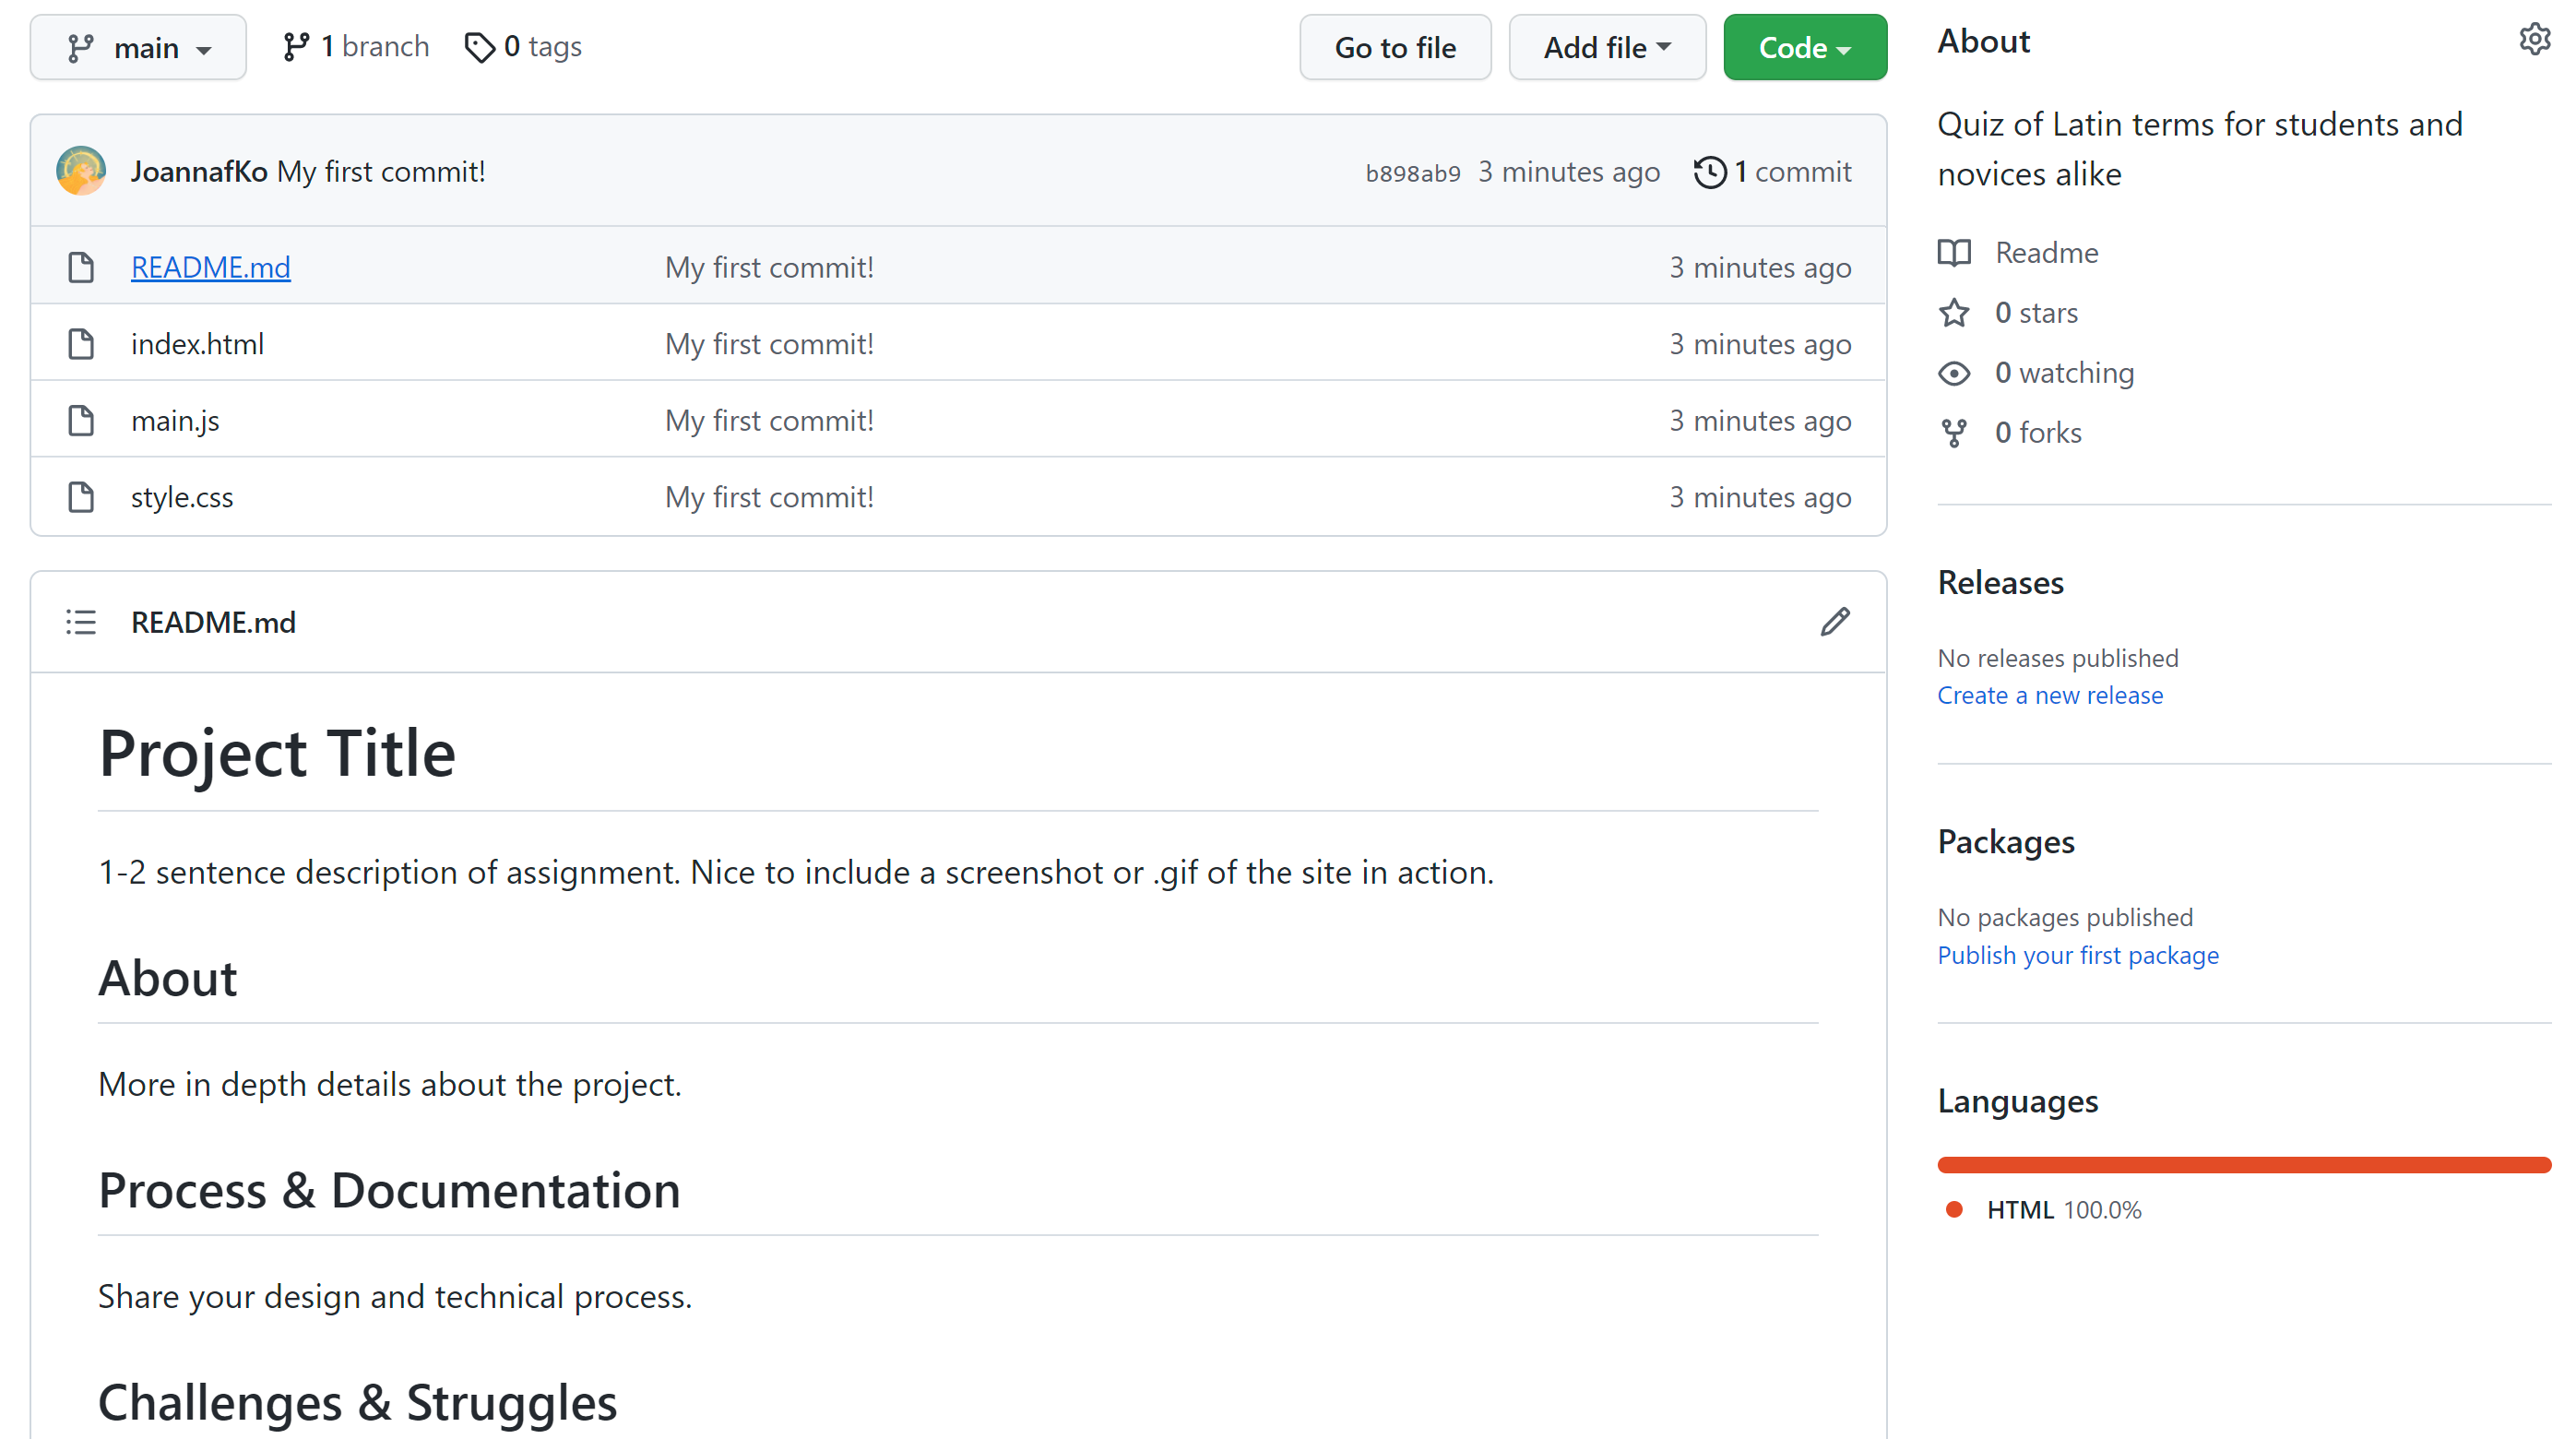 main
1 branch
0 tags
Go to file
Add file
Code
JoannafKo My first commit!
b898ab9 3 minutes ago
1 commit
README.md My first commit! 3 minutes ago
index.html My first commit! 3 minutes ago
main.js My first commit! 3 minutes ago
style.css My first commit! 3 minutes ago
README.md
Project Title
1-2 sentence description of assignment. Nice to include a screenshot or .gif of the site in action.
About
More in depth details about the project.
Process & Documentation
Share your design and technical process.
Challenges & Struggles
About
Quiz of Latin terms for students and
novices alike
Readme
0 stars
0 watching
0 forks
Releases
No releases published
Create a new release
Packages
No packages published
Publish your first package
Languages
HTML 100.0%